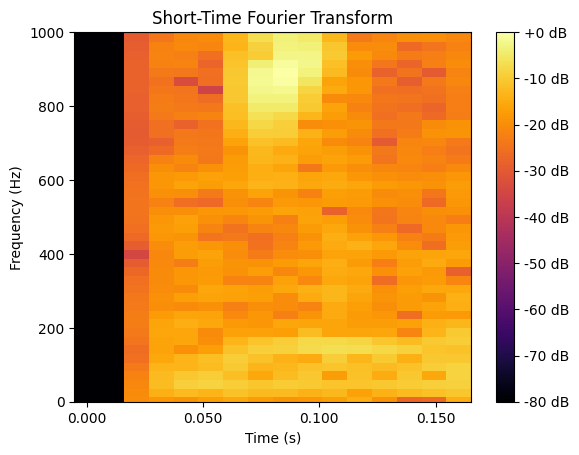 Short-Time Fourier Transform
1000
800
600
400
200
0
Frequency (Hz)
0.000
0.050
0.100
0.150
Time (s)
+0 dB
-10 dB
-20 dB
-30 dB
-40 dB
-50 dB
-60 dB
-70 dB
-80 dB